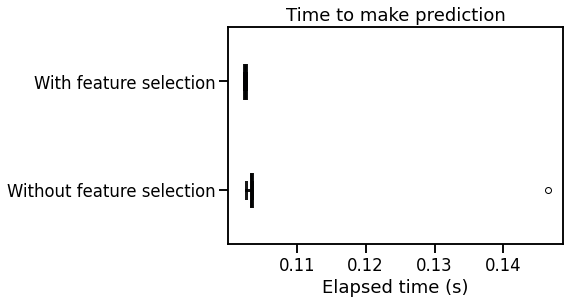 Time to make prediction
With feature selection
Without feature selection
0.11 0.12 0.13 0.14
Elapsed time (s)